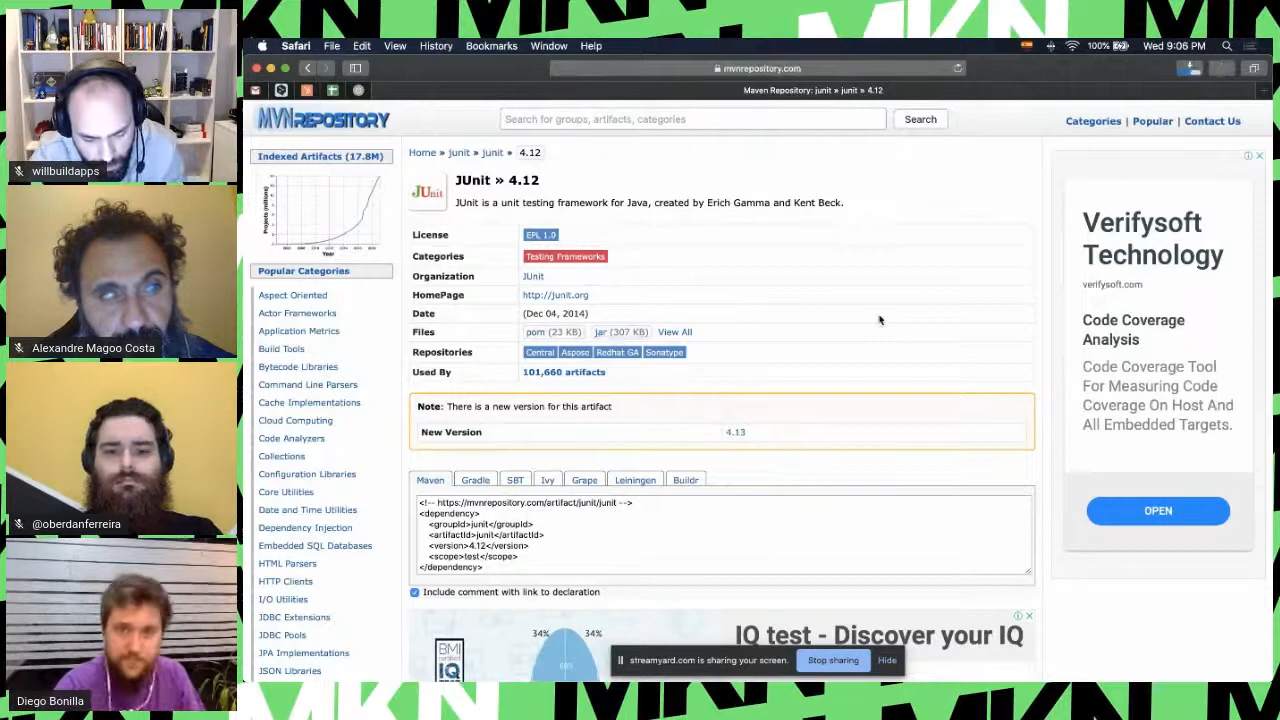 MKN
willbuildapps
Alexandre Magoo Costa
@oberdanferreira
Diego Bonilla
Safari File Edit View History Bookmarks Window Help
100% Wed 9:06 PM
mvnrepository.com
Maven Repository: junit » junit » 4.12
MVNREPOSITORY
Search for groups, artifacts, categories
Search
Categories | Popular | Contact Us
Indexed Artifacts (17.8M)
Projects (millions)
Year
Popular Categories
Aspect Oriented
Actor Frameworks
Application Metrics
Build Tools
Bytecode Libraries
Command Line Parsers
Cache Implementations
Cloud Computing
Code Analyzers
Collections
Configuration Libraries
Core Utilities
Date and Time Utilities
Dependency Injection
Embedded SQL Databases
HTML Parsers
HTTP Clients
I/O Utilities
JDBC Extensions
JDBC Pools
JPA Implementations
JSON Libraries
Home » junit » junit » 4.12
JUnit
JUnit » 4.12
JUnit is a unit testing framework for Java, created by Erich Gamma and Kent Beck.
License EPL 1.0
Categories Testing Frameworks
Organization JUnit
HomePage http://junit.org
Date (Dec 04, 2014)
Files pom (23 KB) jar (307 KB) View All
Repositories Central Aspose Redhat GA Sonatype
Used By 101,660 artifacts
Note: There is a new version for this artifact
New Version 4.13
Maven Gradle SBT Ivy Grape Leiningen Buildr
<!-- https://mvnrepository.com/artifact/junit/junit -->
<dependency>
<groupId>junit</groupId>
<artifactId>junit</artifactId>
<version>4.12</version>
<scope>test</scope>
</dependency>
Include comment with link to declaration
BMI
certified
IQ
34% 34%
68%
IQ test - Discover your IQ
streamyard.com is sharing your screen. Stop sharing Hide
Verifysoft
Technology
verifysoft.com
Code Coverage
Analysis
Code Coverage Tool
For Measuring Code
Coverage On Host And
All Embedded Targets.
OPEN